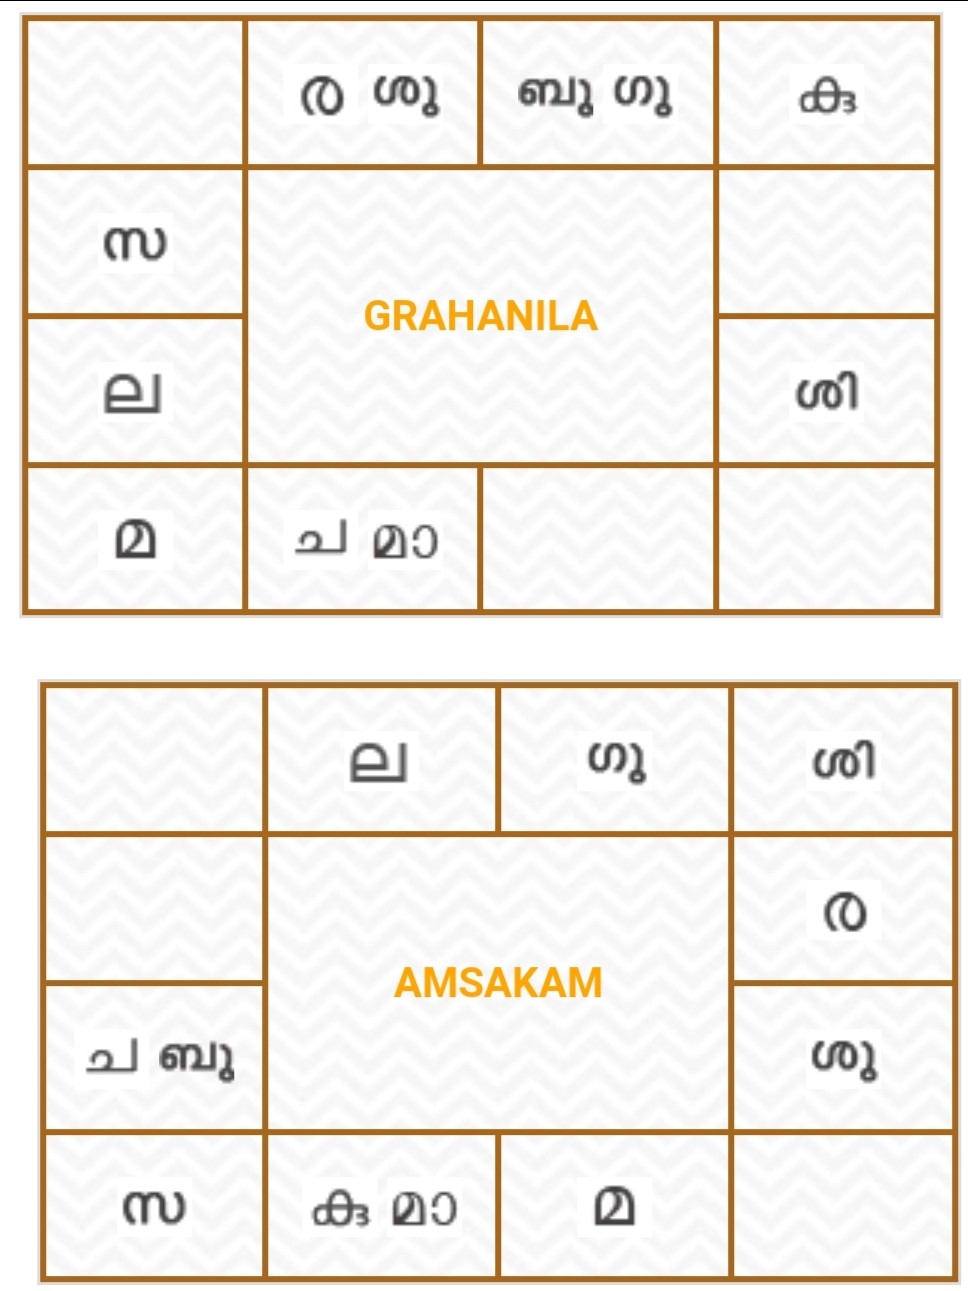 ര ശു ബു ഗു കു
സ
GRAHANILA
ല ശി
മ ച മാ
ല ഗു ശി
ര
AMSAKAM
ച ബു ശു
സ കു മാ മ